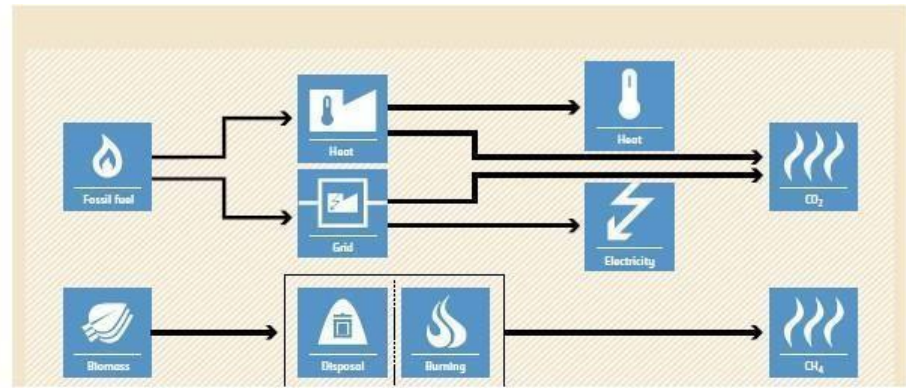 Fossil fuel
Heat
Grid
Heat
Electricity
CO₂
Biomass
Disposal
Burning
CH₄